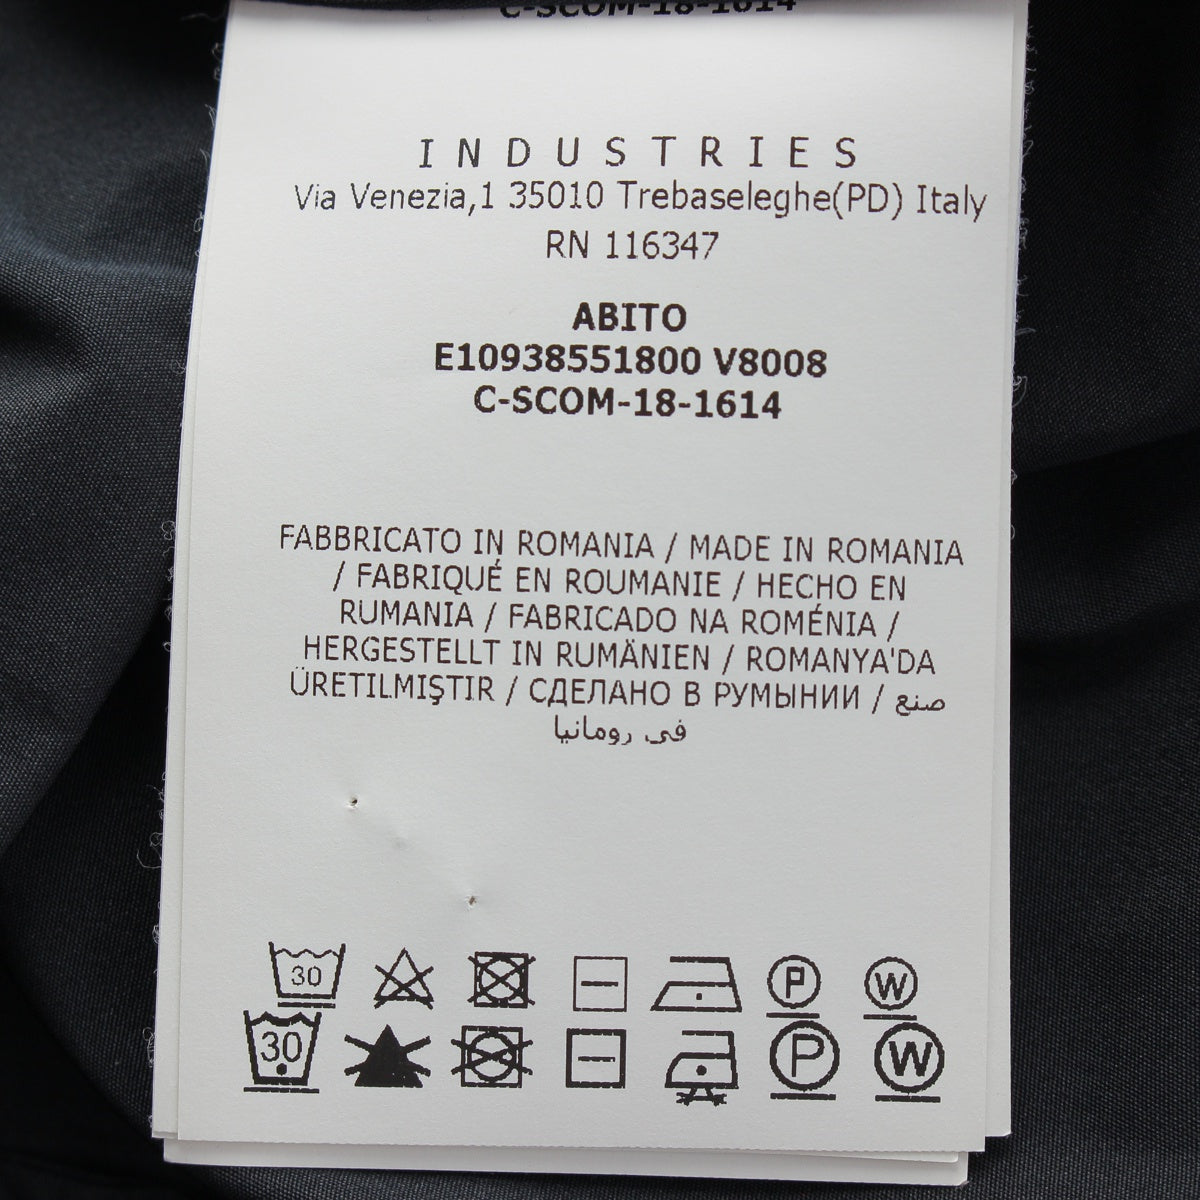 C-SCOM-18-1614
INDUSTRIES
Via Venezia,1 35010 Trebaseleghe(PD) Italy
RN 116347
ABITO
E10938551800 V8008
C-SCOM-18-1614
FABBRICATO IN ROMANIA / MADE IN ROMANIA
/ FABRIQUÉ EN ROUMANIE / HECHO EN
RUMANIA / FABRICADO NA ROMÉNIA /
HERGESTELLT IN RUMÄNIEN / ROMANYA'DA
ÜRETILMIŞTIR / СДЕЛАНО В РУМЫНИИ / صنع
في رومانيا
30 P W
30 P W